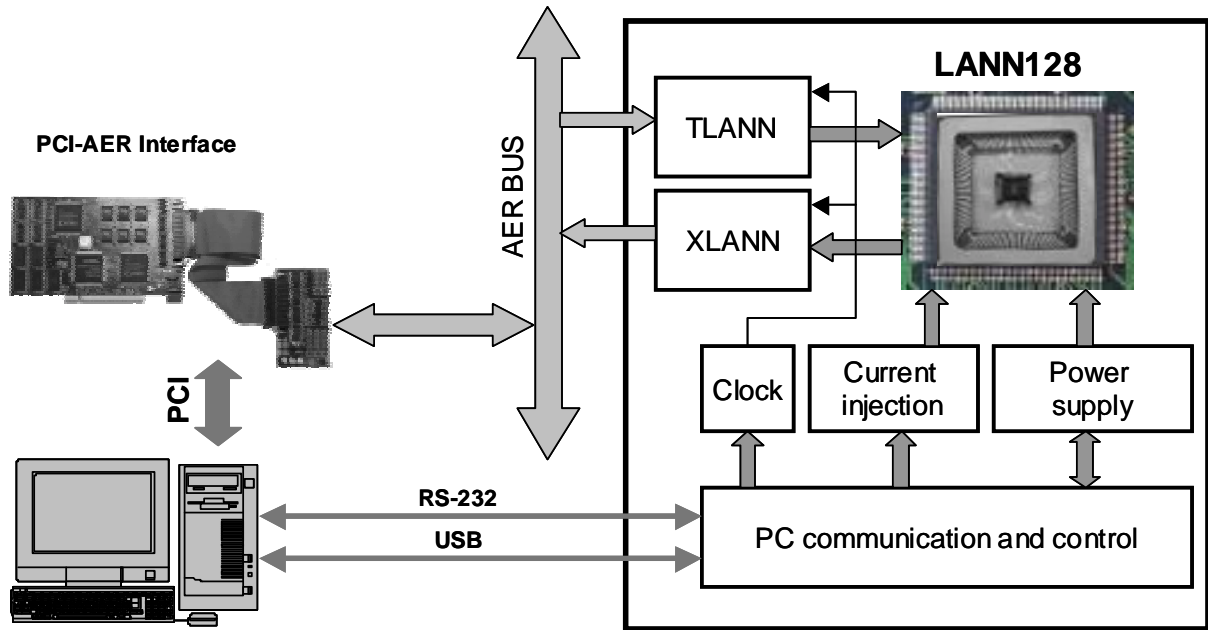 LANN128
TLANN
PCI-AER Interface
AER BUS
XLANN
Clock
Current
injection
Power
supply
PCI
RS-232
USB
PC communication and control